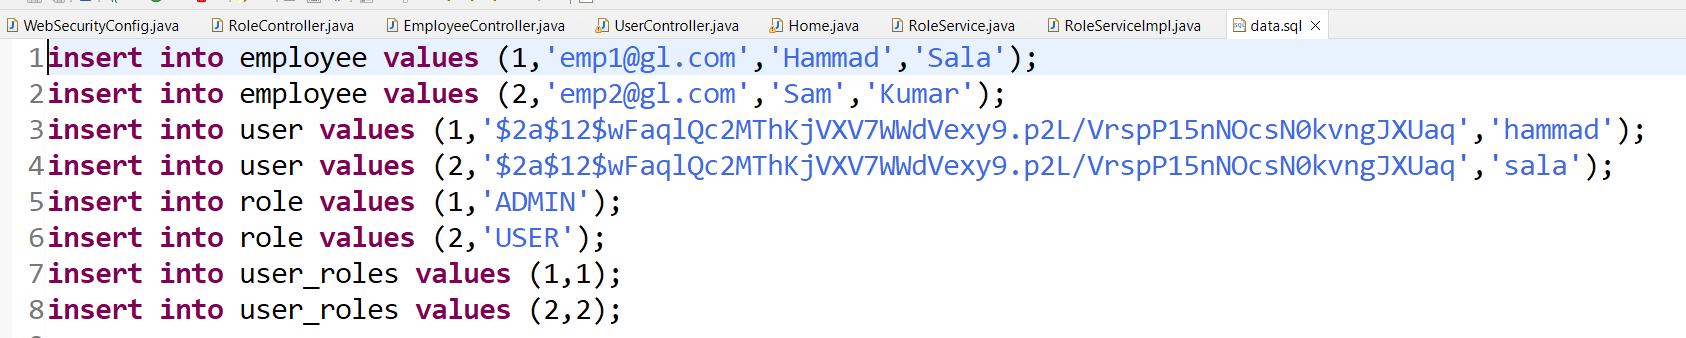 WebSecurityConfig.java RoleController.java EmployeeController.java UserController.java Home.java RoleService.java RoleServiceImpl.java data.sql
1 insert into employee values (1,'emp1@gl.com','Hammad','Sala');
2 insert into employee values (2,'emp2@gl.com','Sam','Kumar');
3 insert into user values (1,'$2a$12$wFaqlQc2MThKjVXV7WWdVexy9.p2L/VrspP15nNOcsN0kvngJXUaq','hammad');
4 insert into user values (2,'$2a$12$wFaqlQc2MThKjVXV7WWdVexy9.p2L/VrspP15nNOcsN0kvngJXUaq','sala');
5 insert into role values (1,'ADMIN');
6 insert into role values (2,'USER');
7 insert into user_roles values (1,1);
8 insert into user_roles values (2,2);